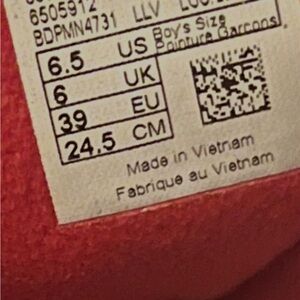 6505912
BDPMN4731 LLV
6.5 US Boy's Size
6 UK Pointure Garçons
39 EU
24.5 CM
Made in Vietnam
Fabrique au Vietnam